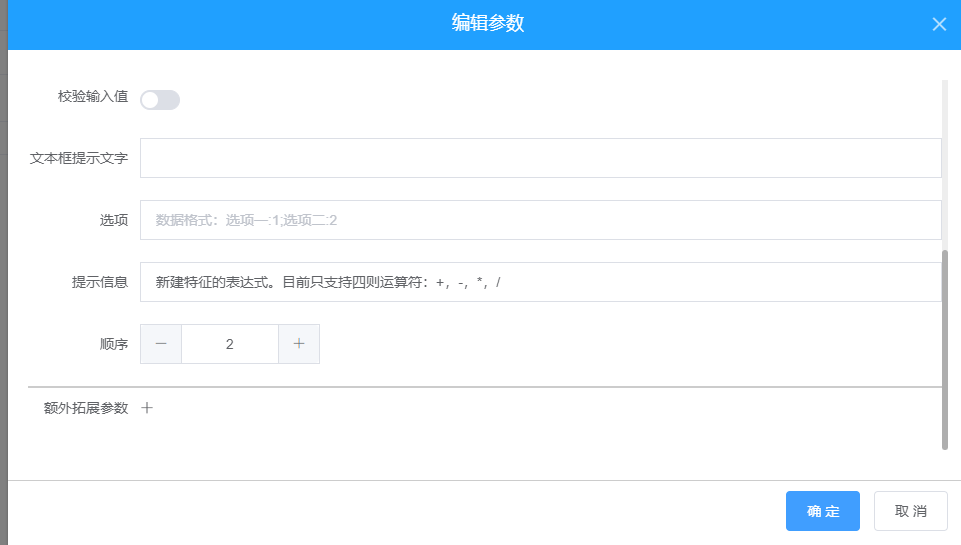 编辑参数
校验输入值
文本框提示文字
选项 数据格式：选项一:1;选项二:2
提示信息 新建特征的表达式。目前只支持四则运算符：+，-，*，/
顺序 2
额外拓展参数
确定 取消